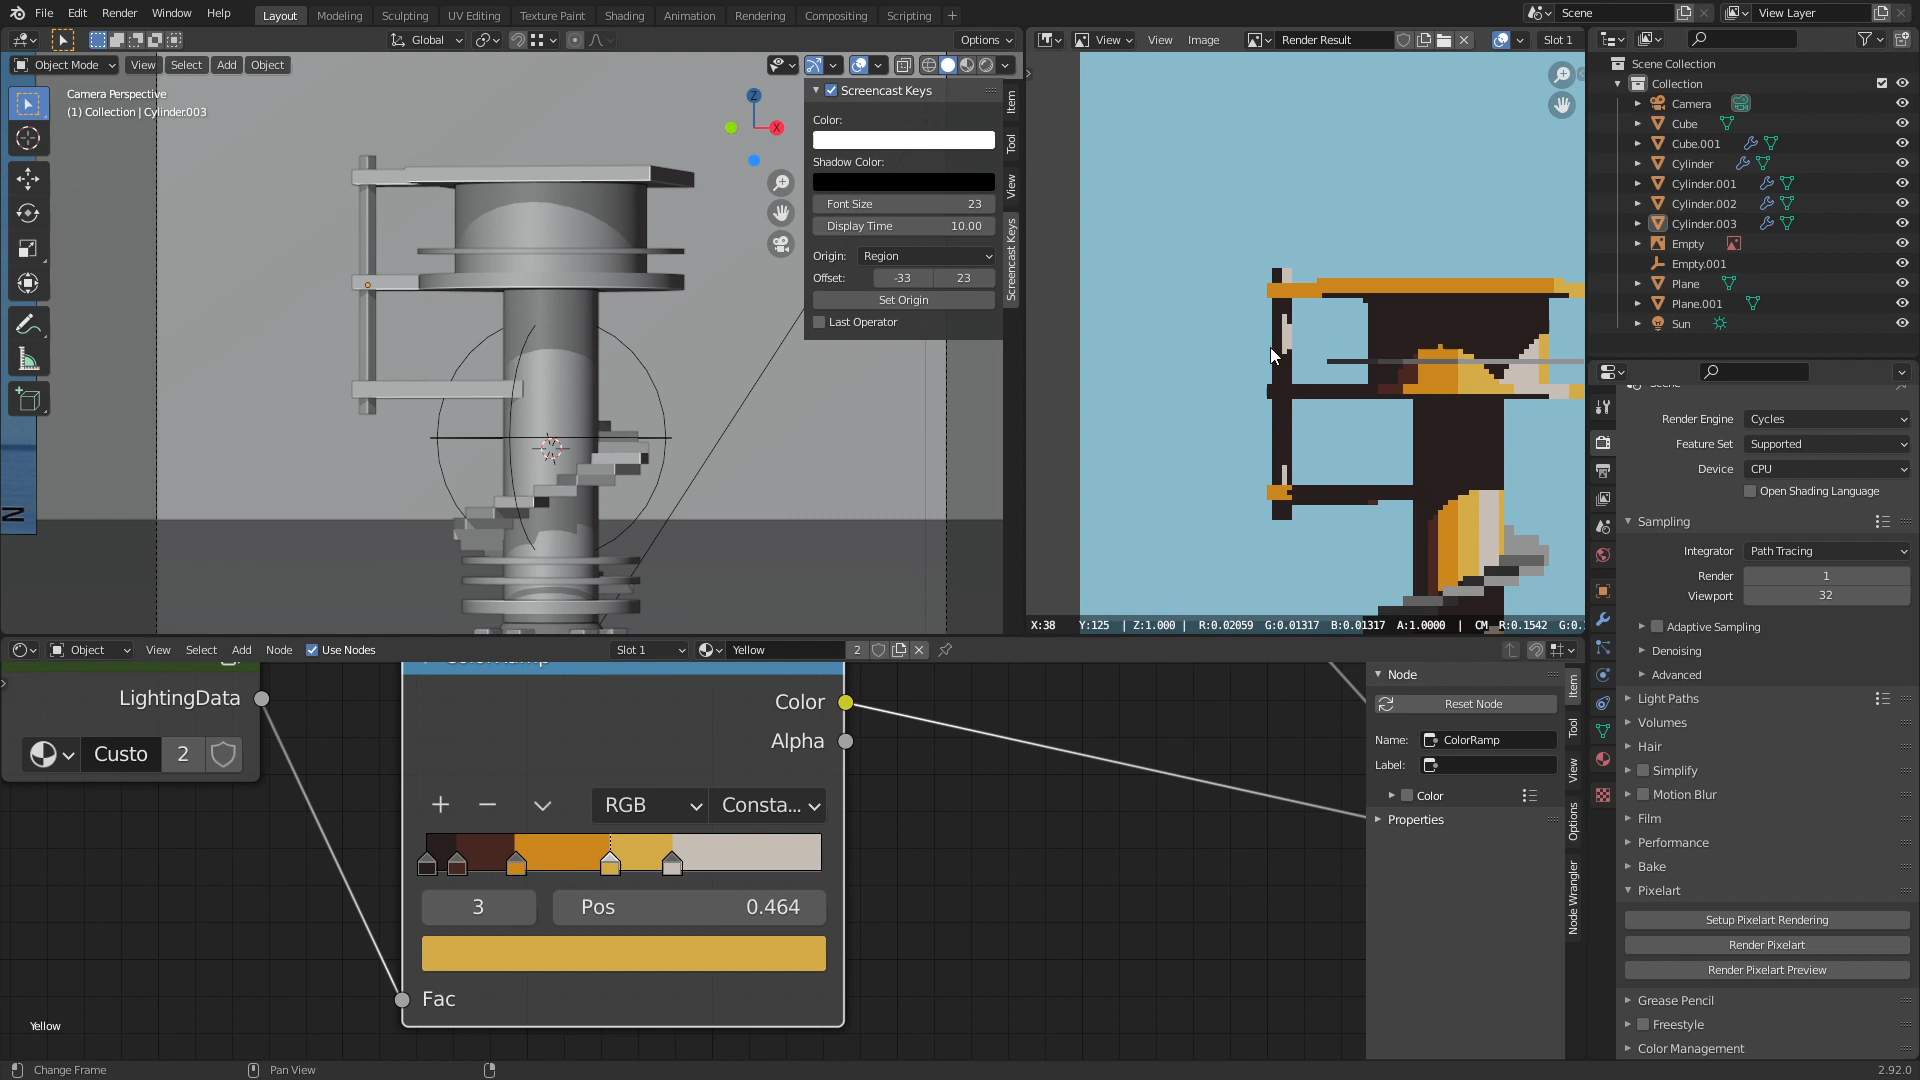 File Edit Render Window Help Layout Modeling Sculpting UV Editing Texture Paint Shading Animation Rendering Compositing Scripting + Scene View Layer
Global Options View View Image Render Result Slot 1
Object Mode View Select Add Object
Camera Perspective
(1) Collection | Cylinder.003
Z
X
N
Screencast Keys
Color:
Shadow Color:
Font Size 23
Display Time 10.00
Origin: Region
Offset: -33 23
Set Origin
Last Operator
Item
Tool
View
Screencast Keys
X:38 Y:125 | Z:1.000 | R:0.02059 G:0.01317 B:0.01317 A:1.0000 | CM R:0.1542 G:0.
Scene Collection
Collection
Camera
Cube
Cube.001
Cylinder
Cylinder.001
Cylinder.002
Cylinder.003
Empty
Empty.001
Plane
Plane.001
Sun
Scene
Render Engine Cycles
Feature Set Supported
Device CPU
Open Shading Language
Sampling
Integrator Path Tracing
Render 1
Viewport 32
Adaptive Sampling
Denoising
Advanced
Light Paths
Volumes
Hair
Simplify
Motion Blur
Film
Performance
Bake
Pixelart
Setup Pixelart Rendering
Render Pixelart
Render Pixelart Preview
Grease Pencil
Freestyle
Color Management
Object View Select Add Node Use Nodes Slot 1 Yellow 2
LightingData
Custo 2
ColorRamp
Color
Alpha
+ − RGB Consta...
3 Pos 0.464
Fac
Yellow
Node
Reset Node
Name: ColorRamp
Label:
Color
Properties
Item
Tool
View
Options
Node Wrangler
Change Frame Pan View 2.92.0